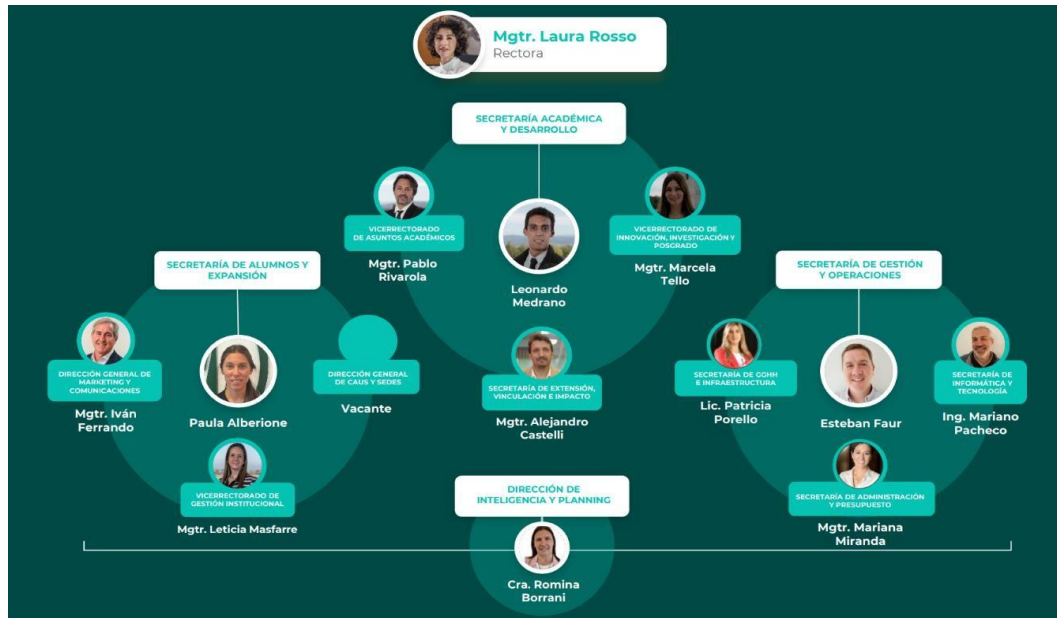 Mgtr. Laura Rosso
Rectora
SECRETARÍA ACADÉMICA
Y DESARROLLO
VICERRECTORADO
DE ASUNTOS ACADÉMICOS
Mgtr. Pablo
Rivarola
Leonardo
Medrano
VICERRECTORADO DE
INNOVACIÓN, INVESTIGACIÓN Y
POSGRADO
Mgtr. Marcela
Tello
SECRETARÍA DE EXTENSIÓN,
VINCULACIÓN E IMPACTO
Mgtr. Alejandro
Castelli
SECRETARÍA DE ALUMNOS Y
EXPANSIÓN
DIRECCIÓN GENERAL DE
MARKETING Y
COMUNICACIONES
Mgtr. Iván
Ferrando
Paula Alberione
DIRECCIÓN GENERAL
DE CAUS Y SEDES
Vacante
VICERRECTORADO DE
GESTIÓN INSTITUCIONAL
Mgtr. Leticia Masfarre
SECRETARÍA DE GESTIÓN
Y OPERACIONES
SECRETARÍA DE GGHH
E INFRAESTRUCTURA
Lic. Patricia
Porello
Esteban Faur
SECRETARÍA DE
INFORMÁTICA Y
TECNOLOGÍA
Ing. Mariano
Pacheco
SECRETARÍA DE ADMINISTRACIÓN
Y PRESUPUESTO
Mgtr. Mariana
Miranda
DIRECCIÓN DE
INTELIGENCIA Y PLANNING
Cra. Romina
Borrani